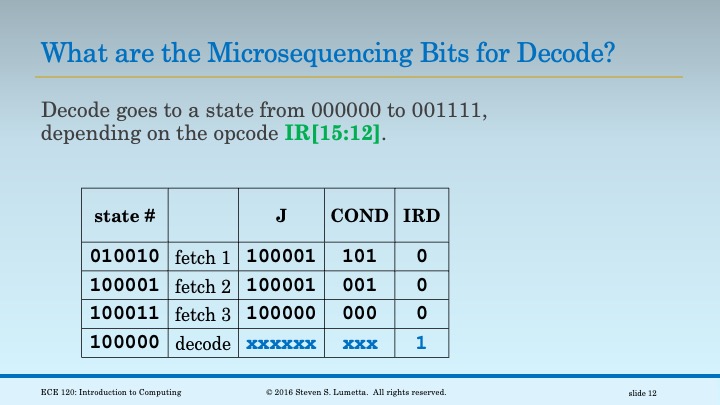 What are the Microsequencing Bits for Decode?
Decode goes to a state from 000000 to 001111,
depending on the opcode IR[15:12].
state # J COND IRD
010010 fetch 1 100001 101 0
100001 fetch 2 100001 001 0
100011 fetch 3 100000 000 0
100000 decode xxxxxx xxx 1
ECE 120: Introduction to Computing © 2016 Steven S. Lumetta. All rights reserved. slide 12